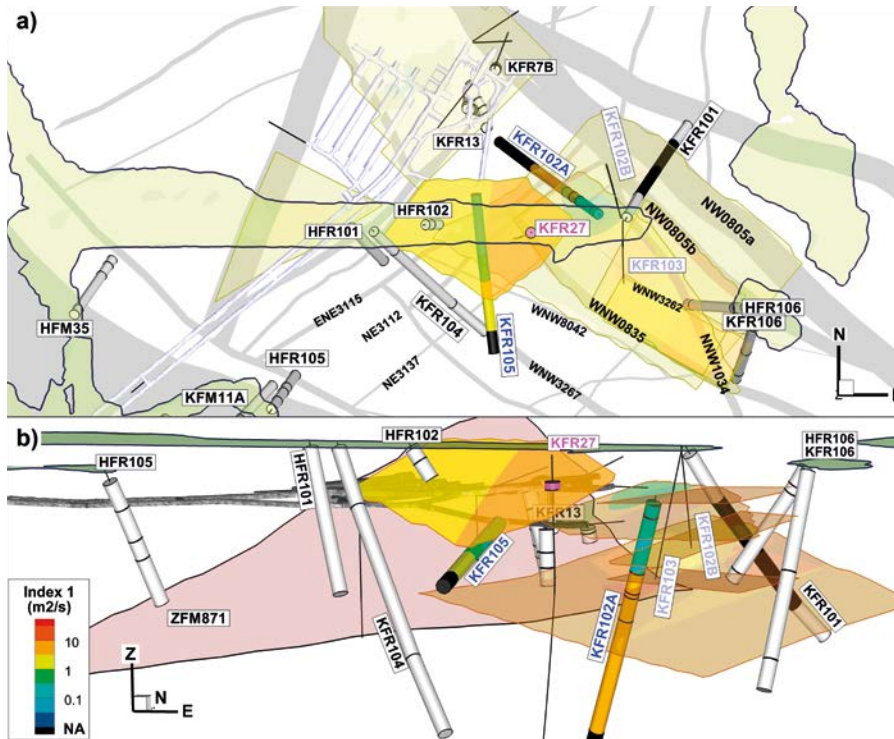 a)
KFR7B
KFR13
KFR102A
KFR102B
KFR101
HFR102
HFR101
KFR27
NW0805a
NW0805b
KFR103
ENE3115
NE3112
NE3137
KFR104
WNW8042
WNW0835
WNW3262
HFR106
KFR106
HFM35
HFR105
KFM11A
KFR105
WNW3267
NNW1034
N
b)
HFR105
HFR101
HFR102
KFR27
HFR106
KFR106
KFR13
KFR105
KFR103
KFR102B
KFR102A
KFR101
KFR104
ZFM871
Index 1
(m2/s)
10
1
0.1
NA
Z
N
E